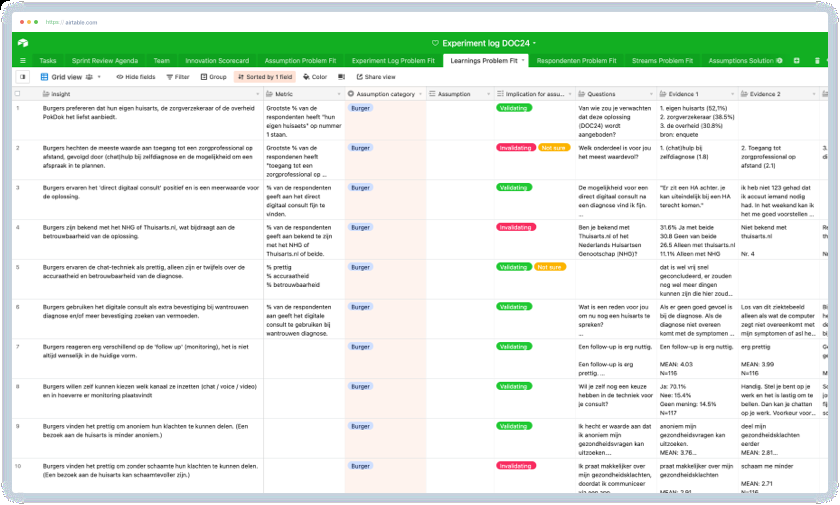 https://airtable.com
Experiment log DOC24
Tasks Sprint Review Agenda Team Innovation Scorecard Assumption Problem Fit Experiment Log Problem Fit Learnings Problem Fit Respondenten Problem Fit Streams Problem Fit Assumptions Solution
Grid view Hide fields Filter Group Sorted by 1 field Color Share view
Insight Metric Assumption category Assumption Implication for assu... Questions Evidence 1 Evidence 2
1
Burgers prefereren dat hun eigen huisarts, de zorgverzekeraar of de overheid
PokDok het liefst aanbiedt.
Grootste % van de
respondenten heeft "hun
eigen huisaets" op nummer
1 staan.
Burger
Validating
Van wie zou je verwachten
dat deze oplossing
(DOC24) wordt
aangeboden?
1. eigen huisarts (52,1%)
2. zorgverzekeraar (38.5%)
3. de overheid (30.8%)
bron: enquete
2
Burgers hechten de meeste waarde aan toegang tot een zorgprofessional op
afstand, gevolgd door (chat)hulp bij zelfdiagnose en de mogelijkheid om een
afspraak in te plannen.
Grootste % van de
respondenen heeft
"toegang tot een
zorgprofessional op ...
Burger
Invalidating Not sure
Welk onderdeel is voor jou
het meest waardevol?
1. (chat)hulp bij
zelfdiagnose (1.8)
2. Toegang tot
zorgprofessional op
afstand (2.1)
3.
3
Burgers ervaren het 'direct digitaal consult' positief en is een meerwaarde voor
de oplossing.
% van de respondenten
geeft aan het direct
digitaal consult fijn te
vinden.
Burger
Validating
De mogelijkheid voor een
direct digitaal consult na
een diagnose vind ik fijn.
...
"Er zit een HA achter. je
kan uiteindelijk bij een HA
terecht komen."
ik heb niet 123 gehad dat
ik accuut iemand nodig
had. In het weekend kan ik
het me goed voorstellen ...
4
Burgers zijn bekend met het NHG of Thuisarts.nl, wat bijdraagt aan de
betrouwbaarheid van de oplossing.
% van de respondenten
geeft aan bekend te zijn
met het NHG of
Thuisarts.nl of beide.
Burger
Invalidating
Ben je bekend met
Thuisarts.nl of het
Nederlands Huisartsen
Genootschap (NHG)?
31.6% Ja met beide
30.8 Geen van beide
26.5 Alleen met thuisarts.nl
11.1% Alleen met NHG
Niet bekend met
thuisarts.nl
Nr. 4
5
Burgers ervaren de chat-techniek als prettig, alleen zijn er twijfels over de
accuraatheid en betrouwbaarheid van de diagnose.
% prettig
% accuraatheid
% betrouwbaarheid
Burger
Validating Not sure
dat is wel vrij snel
geconcludeerd, er zouden
nog wel meer dingen
kunnen zijn die hier zoud...
6
Burgers gebruiken het digitale consult als extra bevestiging bij wantrouwen
diagnose en/of meer bevestiging zoeken van vermoeden.
% van de respondenten
aan geeft het digitale
consult te gebruiken bij
wantrouwen diagnose.
Burger
Validating
Wat is een reden voor jou
om nu nog een huisarts te
spreken?
...
Als er geen goed gevoel is
bij de diagnose. Als de
diagnose niet overeen
komt met de symptomen ...
Los van dit ziektebeeld
alleen als wat de computer
zegt niet overeenkomt met
mijn symptomen of asl he...
7
Burgers reageren erg verschillend op de 'follow up' (monitoring), het is niet
altijd wenselijk in de huidige vorm.
Burger
Validating
Een follow-up is erg nuttig.
Een follow-up is erg
prettig. ...
Een follow-up is erg nuttig.
MEAN: 4.03
N=116
erg prettig
MEAN: 3.99
N=116
8
Burgers willen zelf kunnen kiezen welk kanaal ze inzetten (chat / voice / video)
en in hoeverre er monitoring plaatsvindt
Burger
Validating
Wil je zelf nog een keuze
hebben in de techniek voor
je consult?
Ja: 70.1%
Nee: 15.4%
Geen mening: 14.5%
N=117
Handig. Stel je bent op je
werk en het is lastig om te
bellen. Dan kan je chatten
op je werk. Voorkeur voor...
9
Burgers vinden het prettig om anoniem hun klachten te kunnen delen. (Een
bezoek aan de huisarts is minder anoniem.)
Burger
Validating
Ik hecht er waarde aan dat
ik anoniem mijn
gezondheidsvragen kan
uitzoeken....
anoniem mijn
gezondheidsvragen kan
uitzoeken.
MEAN: 3.76...
deel mijn
gezondheidsklachten
eerder
MEAN: 2.81...
10
Burgers vinden het prettig om zonder schaamte hun klachten te kunnen delen.
(Een bezoek aan de huisarts kan schaamtevoller zijn.)
Burger
Invalidating
Ik praat makkelijker over
mijn gezondheidsklachten,
doordat ik communiceer
praat makkelijker over mijn
gezondheidsklachten
schaam me minder
MEAN: 2.71